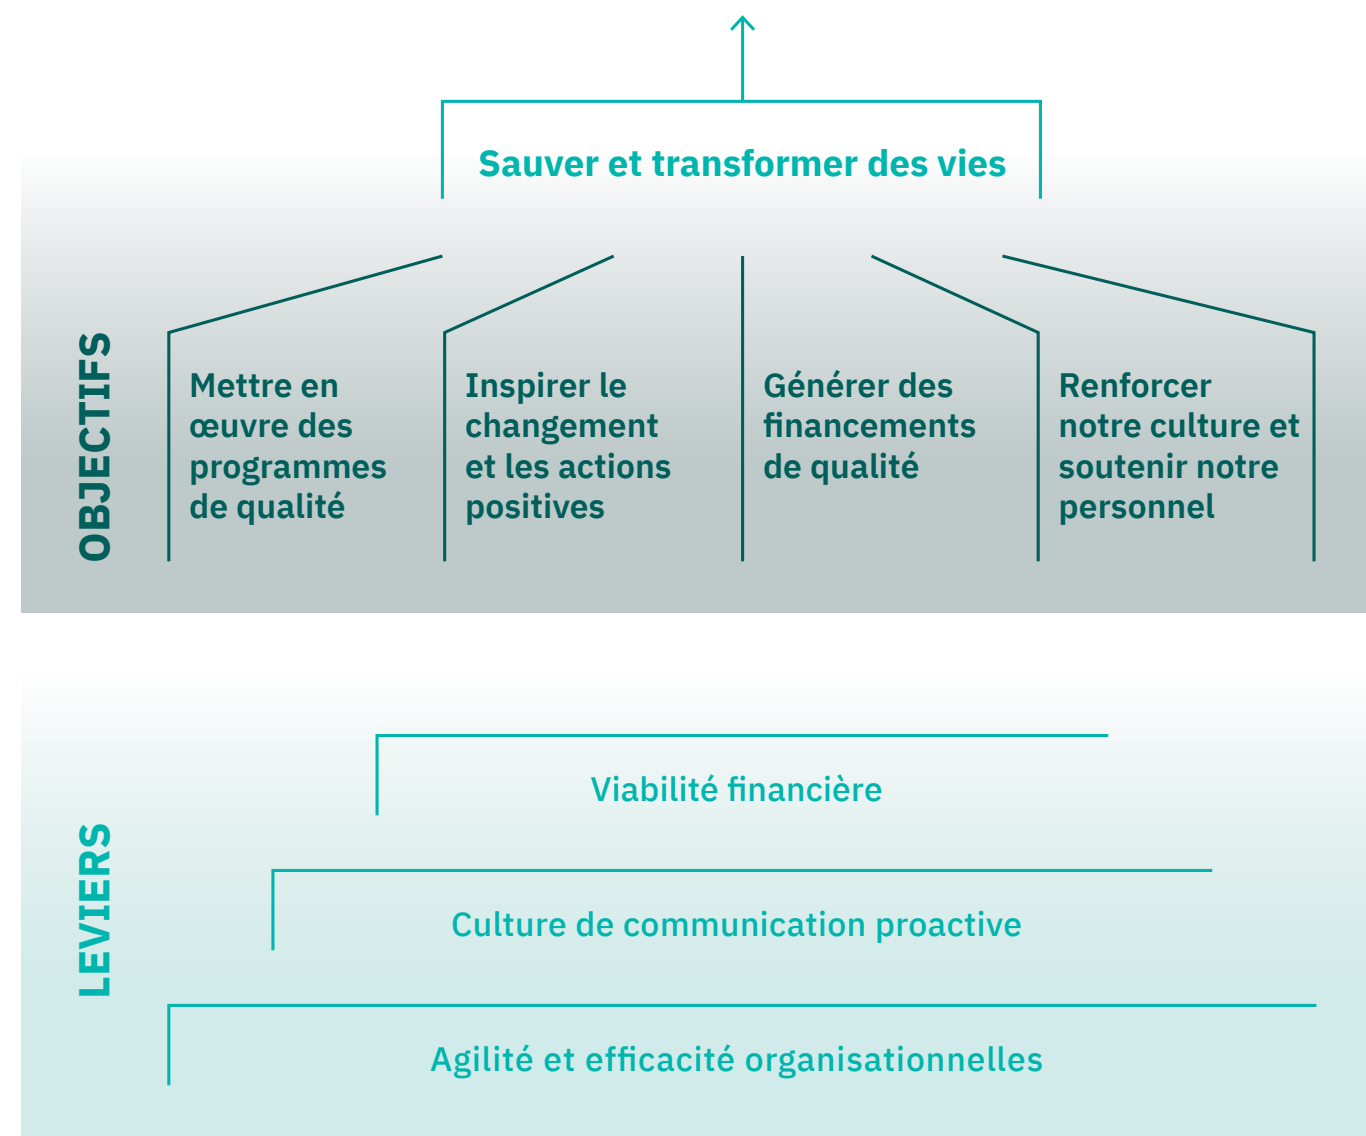 Sauver et transformer des vies
OBJECTIFS
Mettre en
œuvre des
programmes
de qualité
Inspirer le
changement
et les actions
positives
Générer des
financements
de qualité
Renforcer
notre culture et
soutenir notre
personnel
LEVIERS
Viabilité financière
Culture de communication proactive
Agilité et efficacité organisationnelles